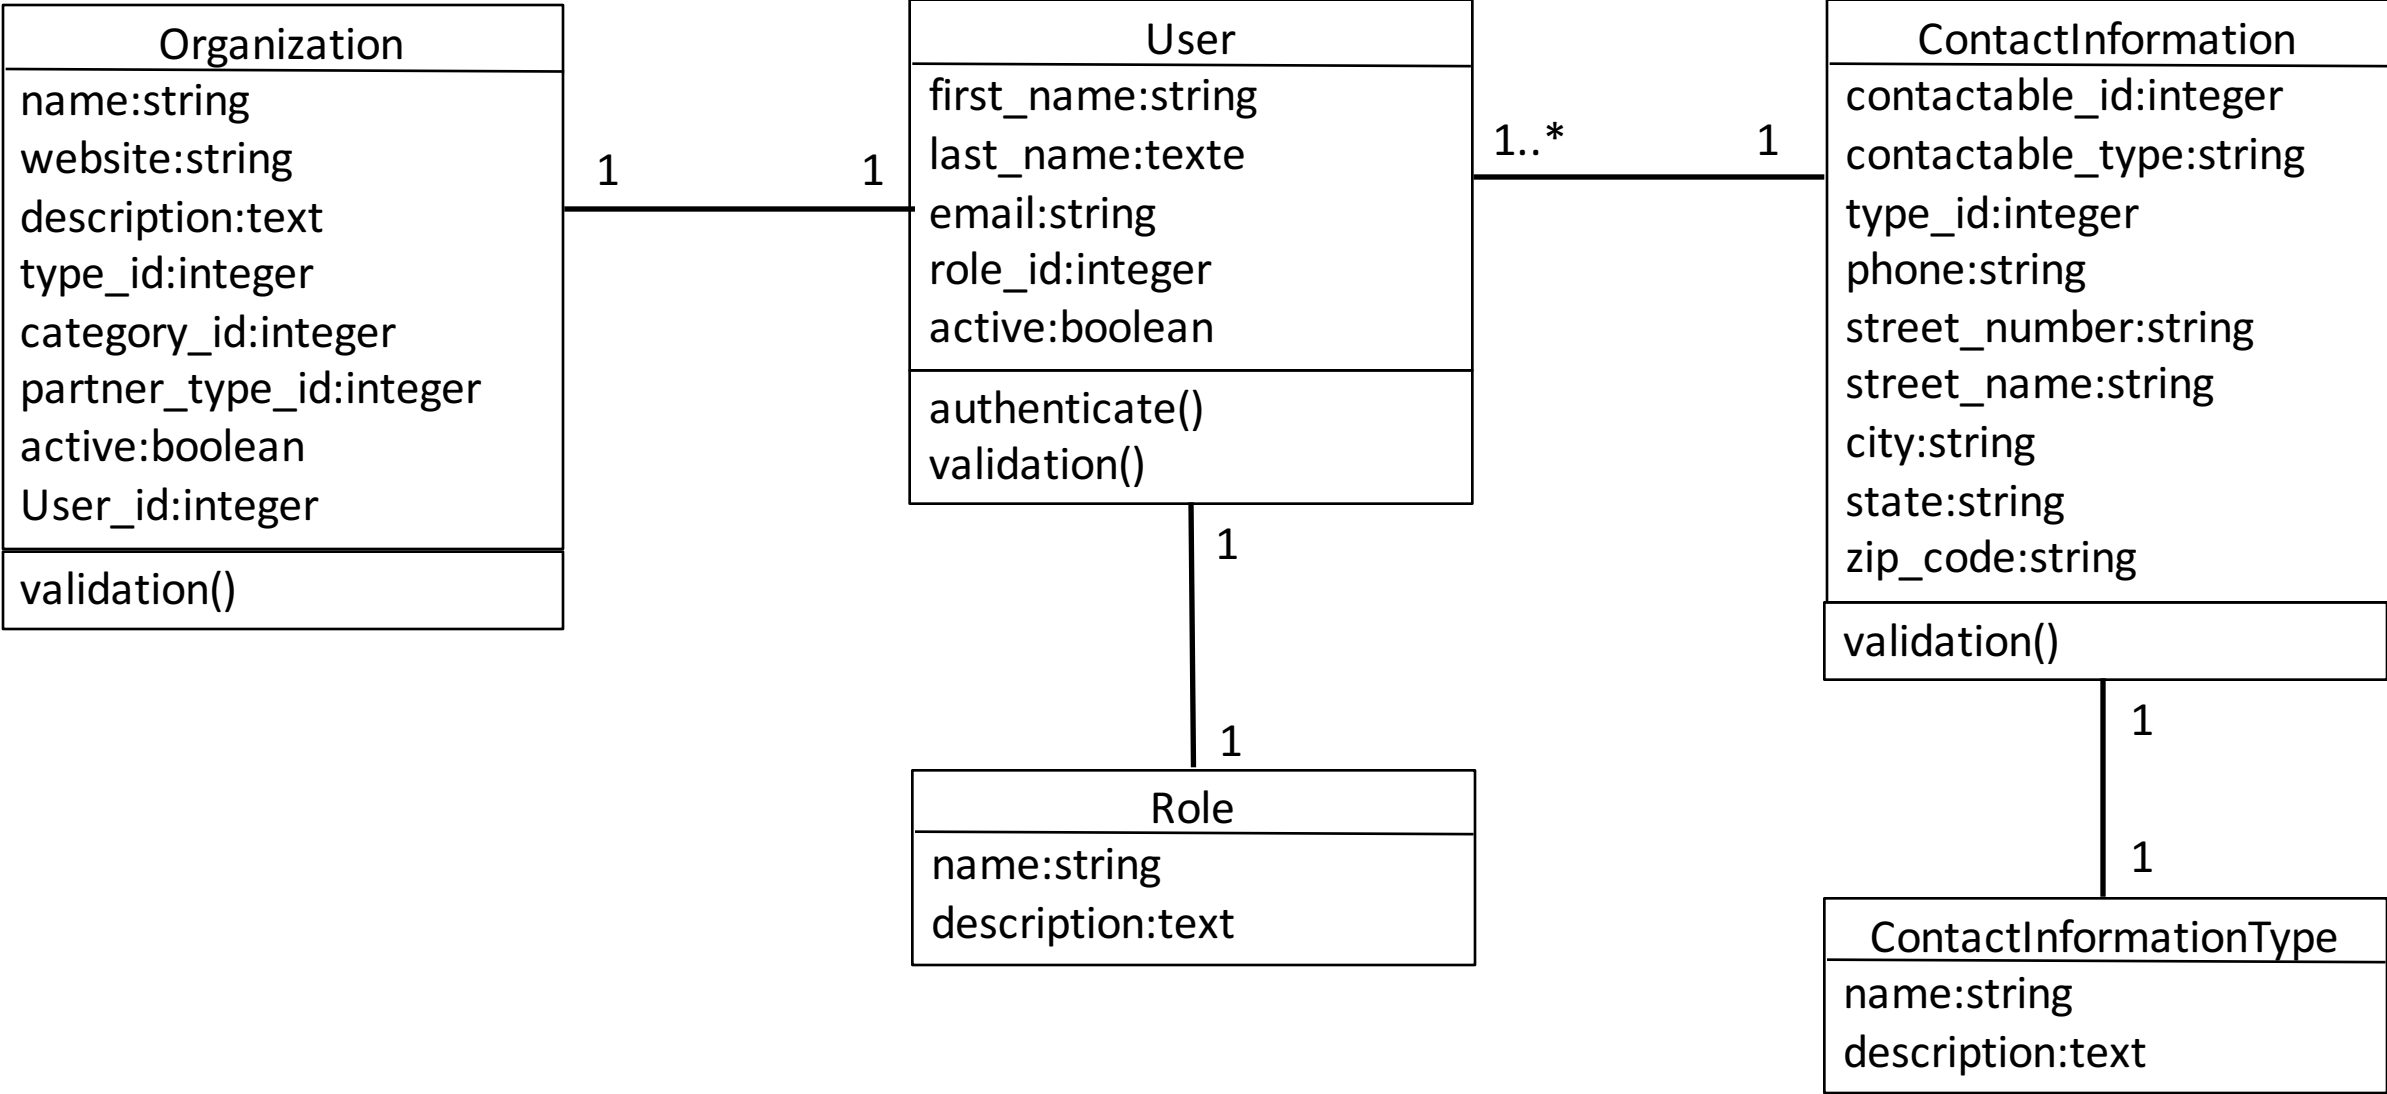 Organization
name:string
website:string
description:text
type_id:integer
category_id:integer
partner_type_id:integer
active:boolean
User_id:integer
validation()
1
1
User
first_name:string
last_name:texte
email:string
role_id:integer
active:boolean
authenticate()
validation()
1..*
1
ContactInformation
contactable_id:integer
contactable_type:string
type_id:integer
phone:string
street_number:string
street_name:string
city:string
state:string
zip_code:string
validation()
1
1
Role
name:string
description:text
1
1
ContactInformationType
name:string
description:text